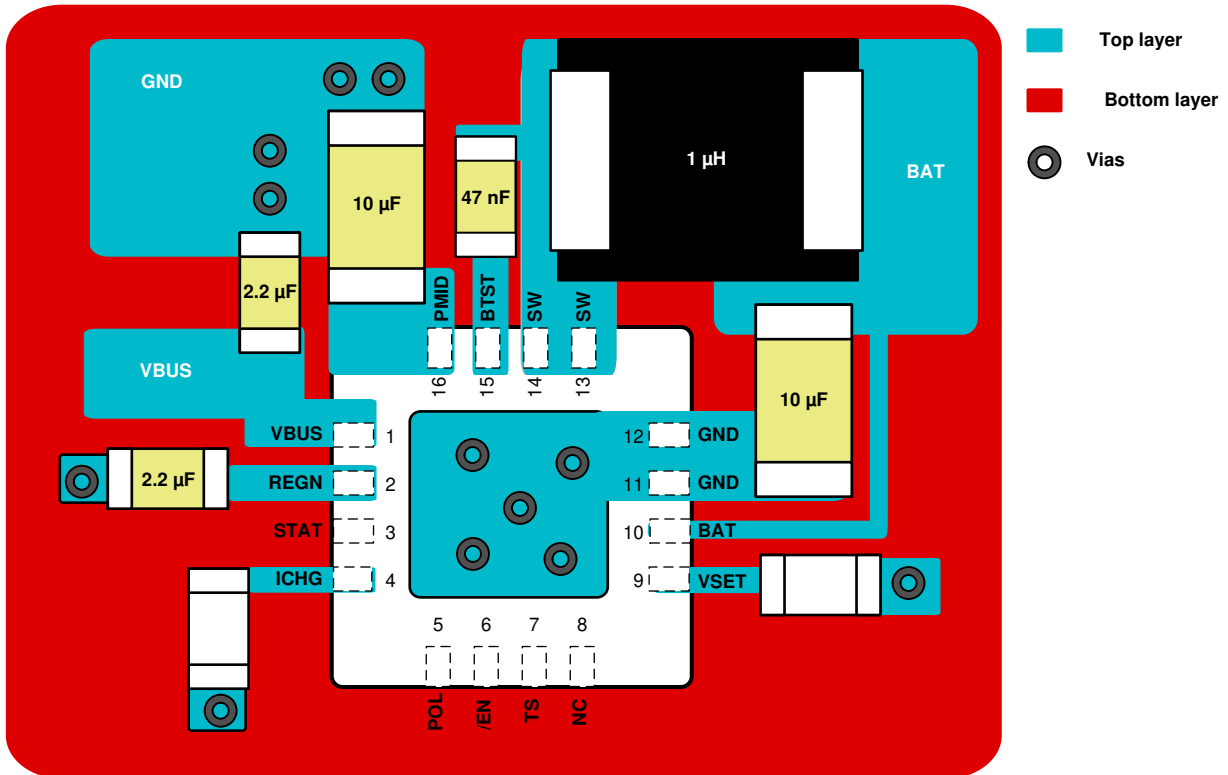 GND
10 µF
47 nF
1 µH
BAT
2.2 µF
PMID
BTST
SW
SW
VBUS
16
15
14
13
10 µF
VBUS
1
12
GND
2.2 µF
REGN
2
11
GND
STAT
3
10
BAT
ICHG
4
9
VSET
5
6
7
8
POL
/EN
TS
NC
Top layer
Bottom layer
Vias